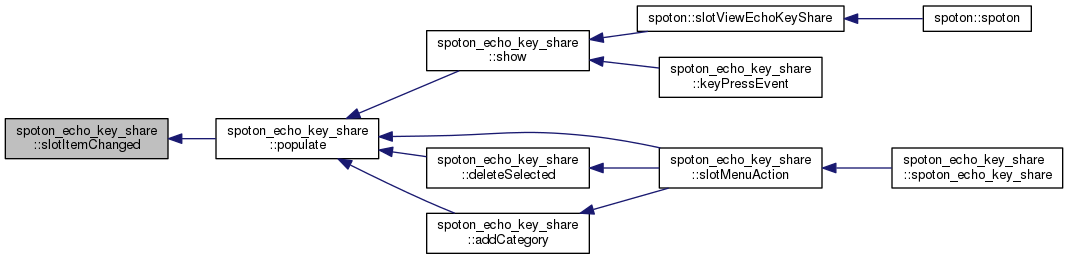 spoton_echo_key_share
::slotItemChanged
spoton_echo_key_share
::populate
spoton_echo_key_share
::show
spoton::slotViewEchoKeyShare
spoton::spoton
spoton_echo_key_share
::keyPressEvent
spoton_echo_key_share
::deleteSelected
spoton_echo_key_share
::slotMenuAction
spoton_echo_key_share
::spoton_echo_key_share
spoton_echo_key_share
::addCategory